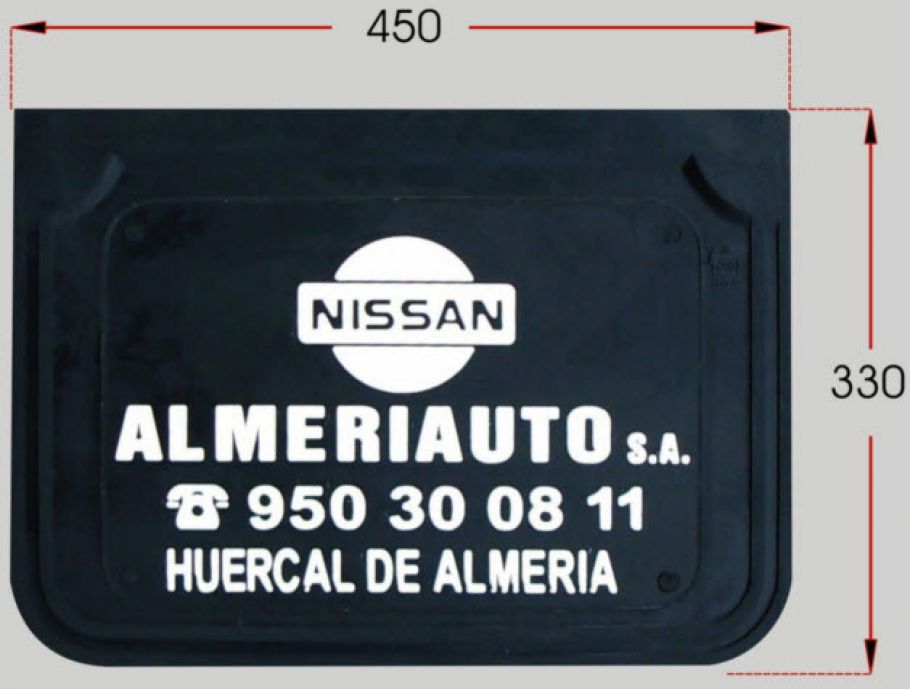 450
NISSAN
330
ALMERIAUTO S.A.
☎ 950 30 08 11
HUERCAL DE ALMERIA